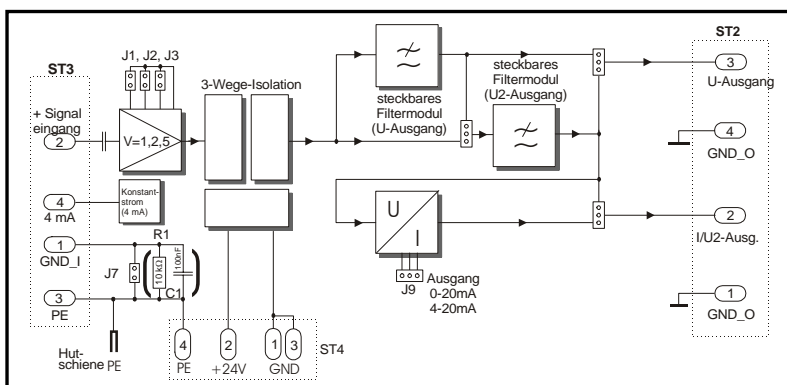 J1, J2, J3
ST3
3-Wege-Isolation
ST2
+ Signal
eingang
2
V=1,2,5
steckbares
Filtermodul
(U-Ausgang)
steckbares
Filtermodul
(U2-Ausgang)
3
U-Ausgang
4
GND_O
4
4 mA
Konstant-
strom
(4 mA)
U
I
2
I/U2-Ausg.
1
GND_I
R1
J7
10kΩ
100nF
C1
J9
Ausgang
0-20mA
4-20mA
3
PE
1
GND_O
Hut-
schiene PE
4
2
1
3
ST4
PE
+24V
GND